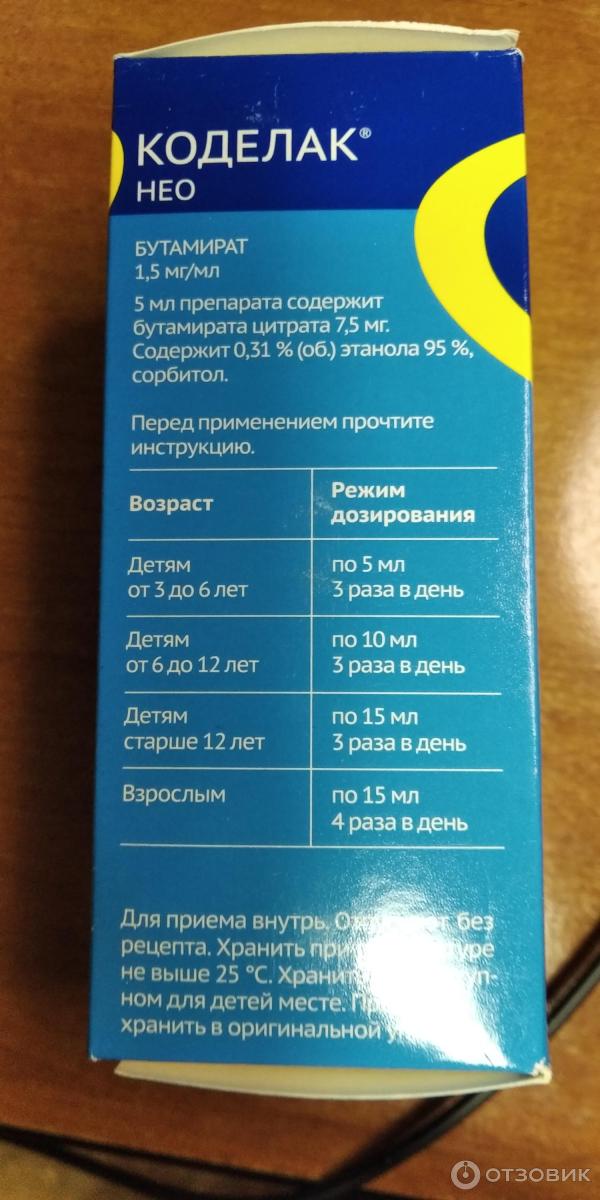 КОДЕЛАК®
НЕО
БУТАМИРАТ
1,5 мг/мл
5 мл препарата содержит
бутамирата цитрата 7,5 мг.
Содержит 0,31 % (об.) этанола 95 %,
сорбитол.
Перед применением прочтите
инструкцию.
Возраст Режим дозирования
Детям от 3 до 6 лет по 5 мл 3 раза в день
Детям от 6 до 12 лет по 10 мл 3 раза в день
Детям старше 12 лет по 15 мл 3 раза в день
Взрослым по 15 мл 4 раза в день
Для приема внутрь. без
рецепта. Хранить при
не выше 25 °С.
ном для детей месте.
хранить в оригинальной
ОТЗОВИК